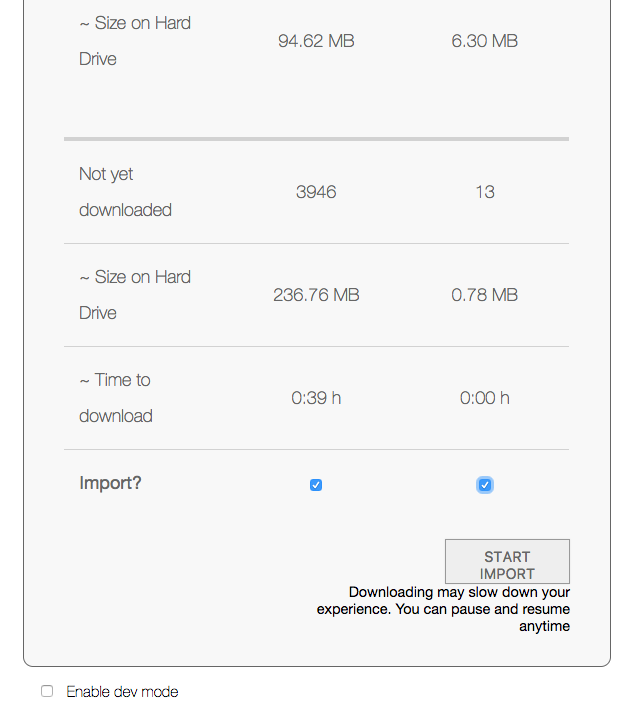 ~ Size on Hard
Drive
94.62 MB
6.30 MB
Not yet
downloaded
3946
13
~ Size on Hard
Drive
236.76 MB
0.78 MB
~ Time to
download
0:39 h
0:00 h
Import?
START
IMPORT
Downloading may slow down your
experience. You can pause and resume
anytime
Enable dev mode